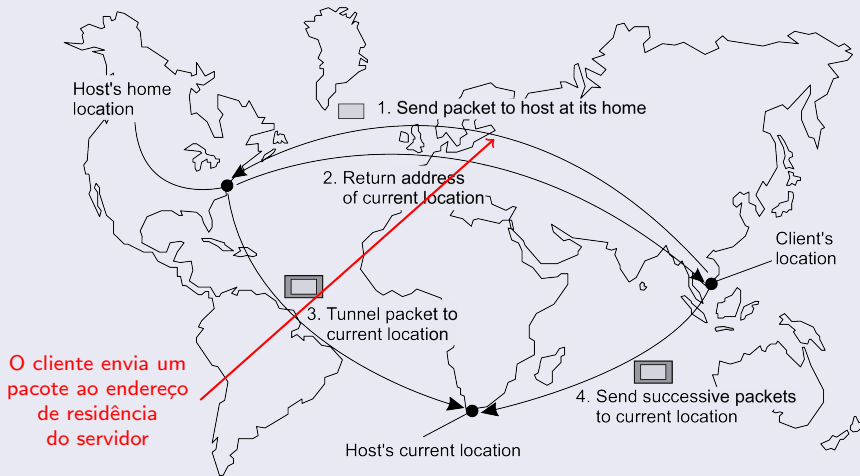 Host's home
location
1. Send packet to host at its home
2. Return address
of current location
Client's
location
3. Tunnel packet to
current location
O cliente envia um
pacote ao endereço
de residência
do servidor
4. Send successive packets
to current location
Host's current location